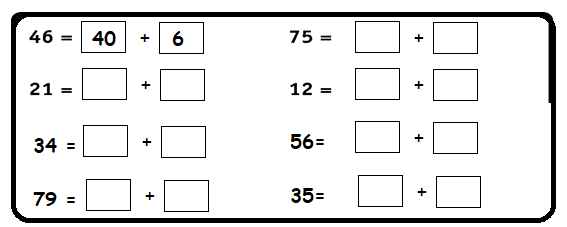 46 = 40 + 6 75 = +
21 = + 12 = +
34 = + 56= +
79 = + 35= +